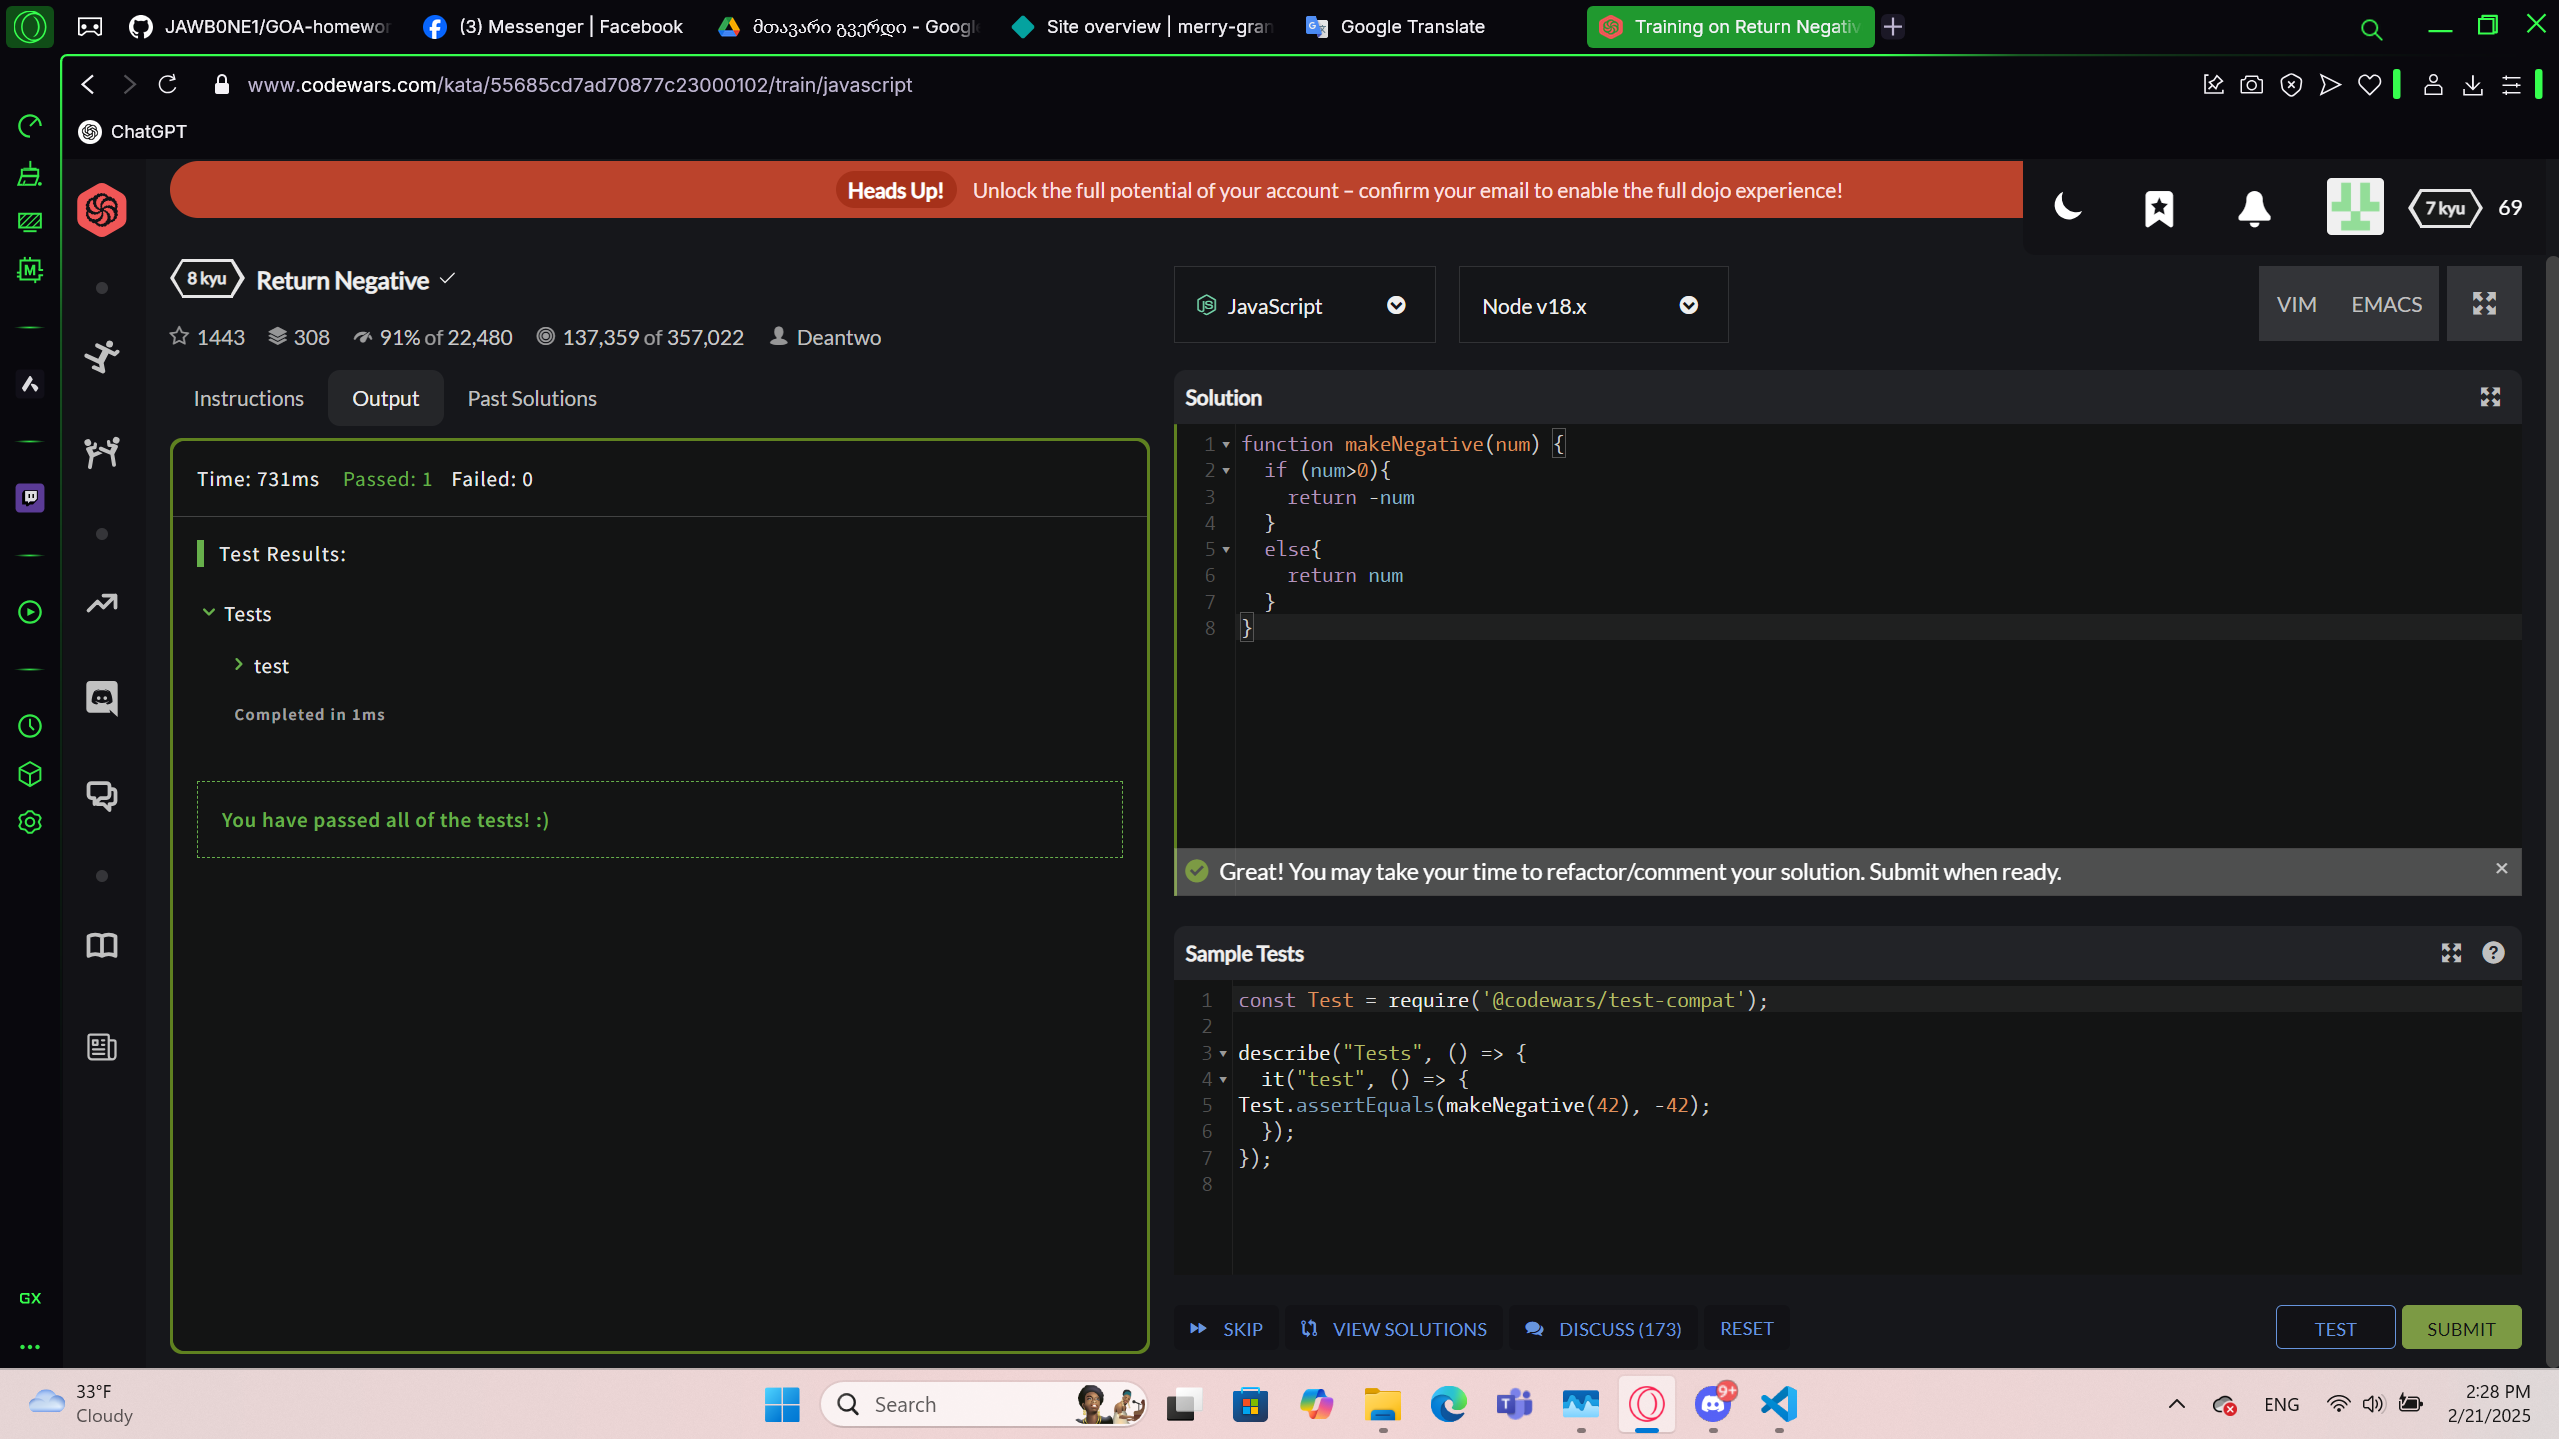 JAWB0NE1/GOA-homewor
(3) Messenger | Facebook
მთავარი გვერდი - Google
Site overview | merry-gran
Google Translate
Training on Return Negativ
www.codewars.com/kata/55685cd7ad70877c23000102/train/javascript
ChatGPT
Heads Up! Unlock the full potential of your account – confirm your email to enable the full dojo experience!
7 kyu 69
8 kyu Return Negative
1443 308 91% of 22,480 137,359 of 357,022 Deantwo
Instructions Output Past Solutions
Time: 731ms Passed: 1 Failed: 0
Test Results:
Tests
test
Completed in 1ms
You have passed all of the tests! :)
JavaScript Node v18.x VIM EMACS
Solution
1 function makeNegative(num) {
2 if (num>0){
3 return -num
4 }
5 else{
6 return num
7 }
8 }
Great! You may take your time to refactor/comment your solution. Submit when ready.
Sample Tests
1 const Test = require('@codewars/test-compat');
2
3 describe("Tests", () => {
4 it("test", () => {
5 Test.assertEquals(makeNegative(42), -42);
6 });
7 });
8
SKIP VIEW SOLUTIONS DISCUSS (173) RESET TEST SUBMIT
GX
33°F
Cloudy
Search
9+
ENG
2:28 PM
2/21/2025